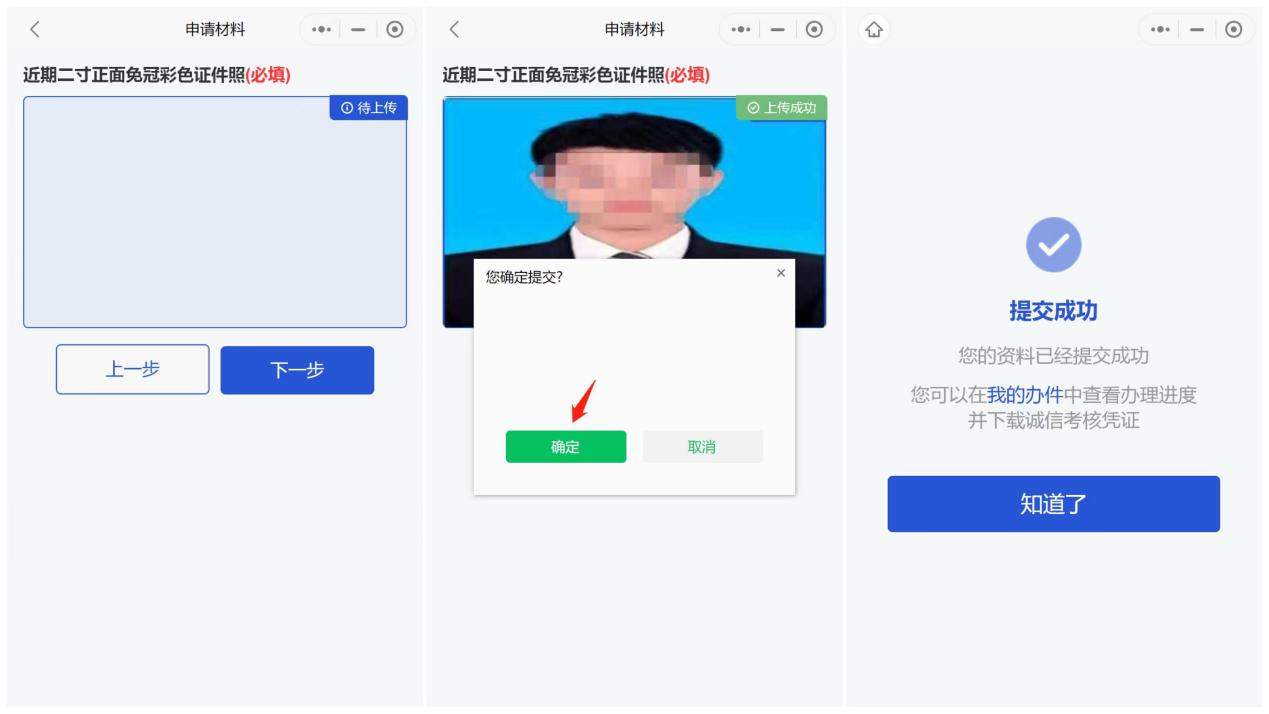 申请材料
近期二寸正面免冠彩色证件照(必填)
待上传
上一步
下一步
申请材料
近期二寸正面免冠彩色证件照(必填)
上传成功
您确定提交?
确定
取消
提交成功
您的资料已经提交成功
您可以在我的办件中查看办理进度
并下载诚信考核凭证
知道了